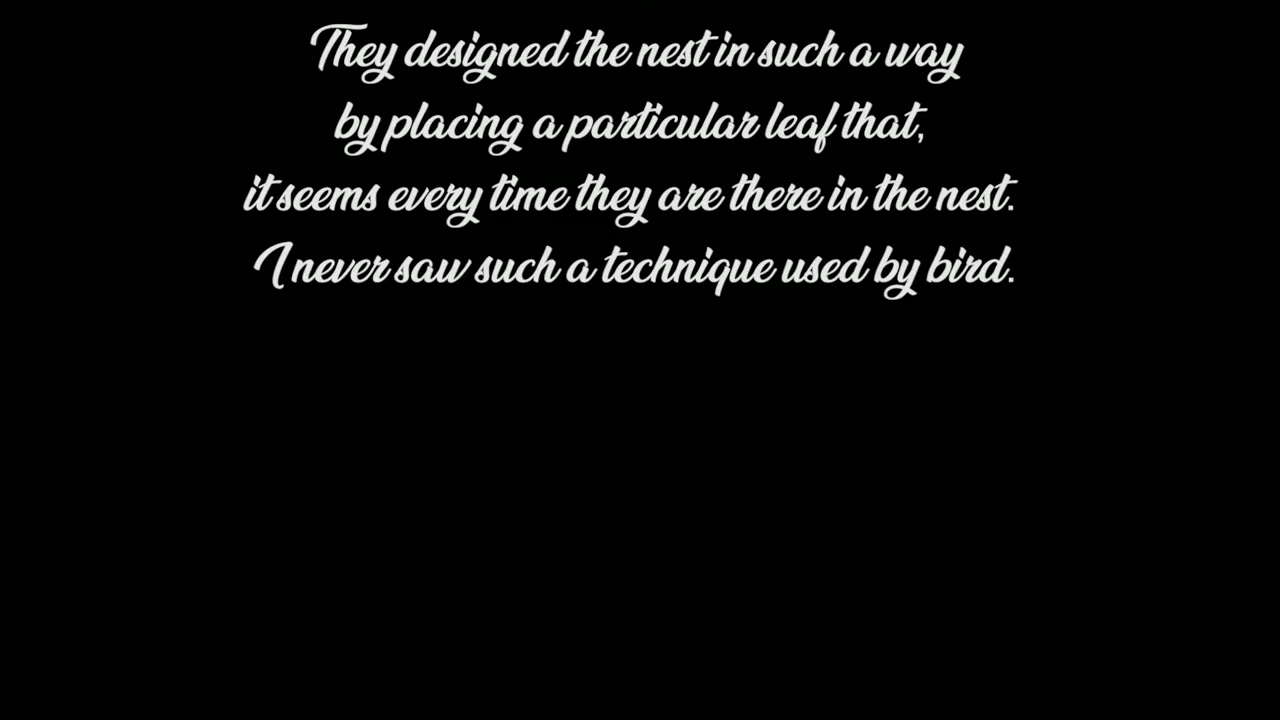 They designed the nest in such a way
by placing a particular leaf that,
it seems every time they are there in the nest.
I never saw such a technique used by bird.